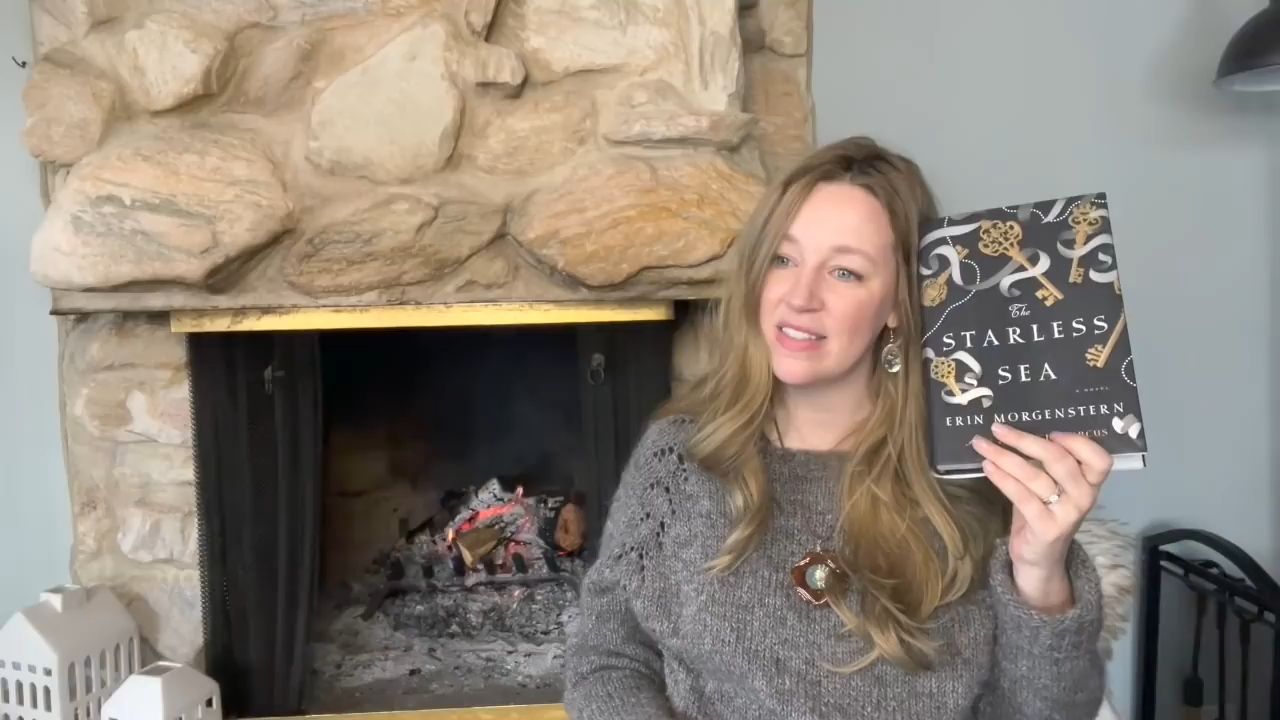 The
STARLESS
SEA
A NOVEL
ERIN MORGENSTERN